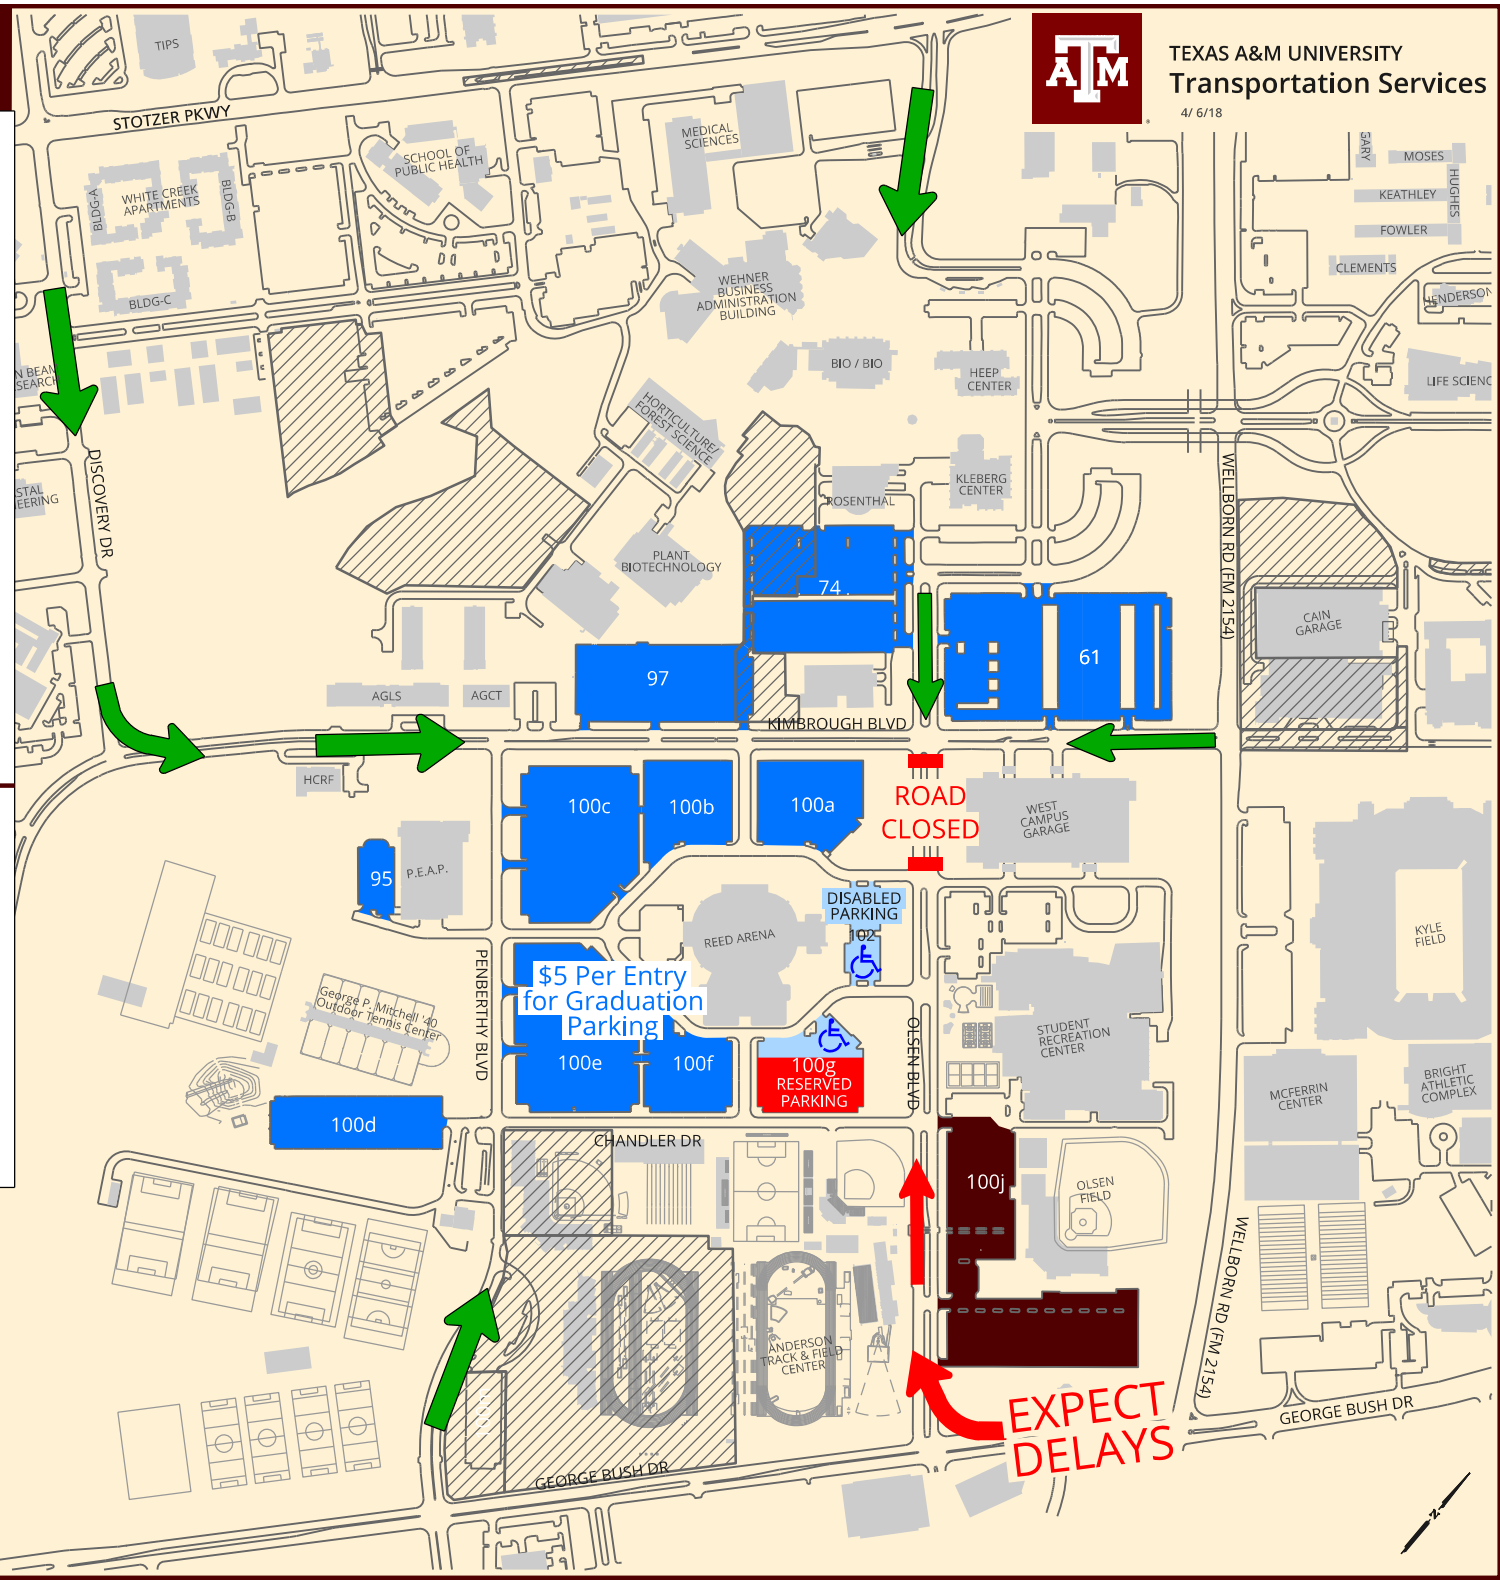 TEXAS A&M UNIVERSITY
Transportation Services
4/ 6/18
TIPS
STOTZER PKWY
MEDICAL
SCIENCES
SCHOOL OF
PUBLIC HEALTH
BLDG-A
WHITE CREEK
APARTMENTS
BLDG-B
BLDG-C
GARY
MOSES
KEATHLEY
HUGHES
FOWLER
CLEMENTS
HENDERSON
WEHNER
BUSINESS
ADMINISTRATION
BUILDING
BIO / BIO
HEEP
CENTER
N BEAM
SEARCH
LIFE SCIENC
HORTICULTURE/
FOREST SCIENCE
KLEBERG
CENTER
ROSENTHAL
STAL
NEERING
DISCOVERY DR
WELLBORN RD (FM 2154)
PLANT
BIOTECHNOLOGY
74
CAIN
GARAGE
61
97
AGLS
AGCT
KIMBROUGH BLVD
HCRF
100c
100b
100a
ROAD
CLOSED
WEST
CAMPUS
GARAGE
95
P.E.A.P.
DISABLED
PARKING
102
REED ARENA
KYLE
FIELD
PENBERTHY BLVD
$5 Per Entry
for Graduation
Parking
George P. Mitchell '40
Outdoor Tennis Center
OLSEN BLVD
STUDENT
RECREATION
CENTER
100e
100f
100g
RESERVED
PARKING
MCFERRIN
CENTER
BRIGHT
ATHLETIC
COMPLEX
100d
CHANDLER DR
100j
OLSEN
FIELD
WELLBORN RD (FM 2154)
ANDERSON
TRACK & FIELD
CENTER
EXPECT
DELAYS
GEORGE BUSH DR
GEORGE BUSH DR
N